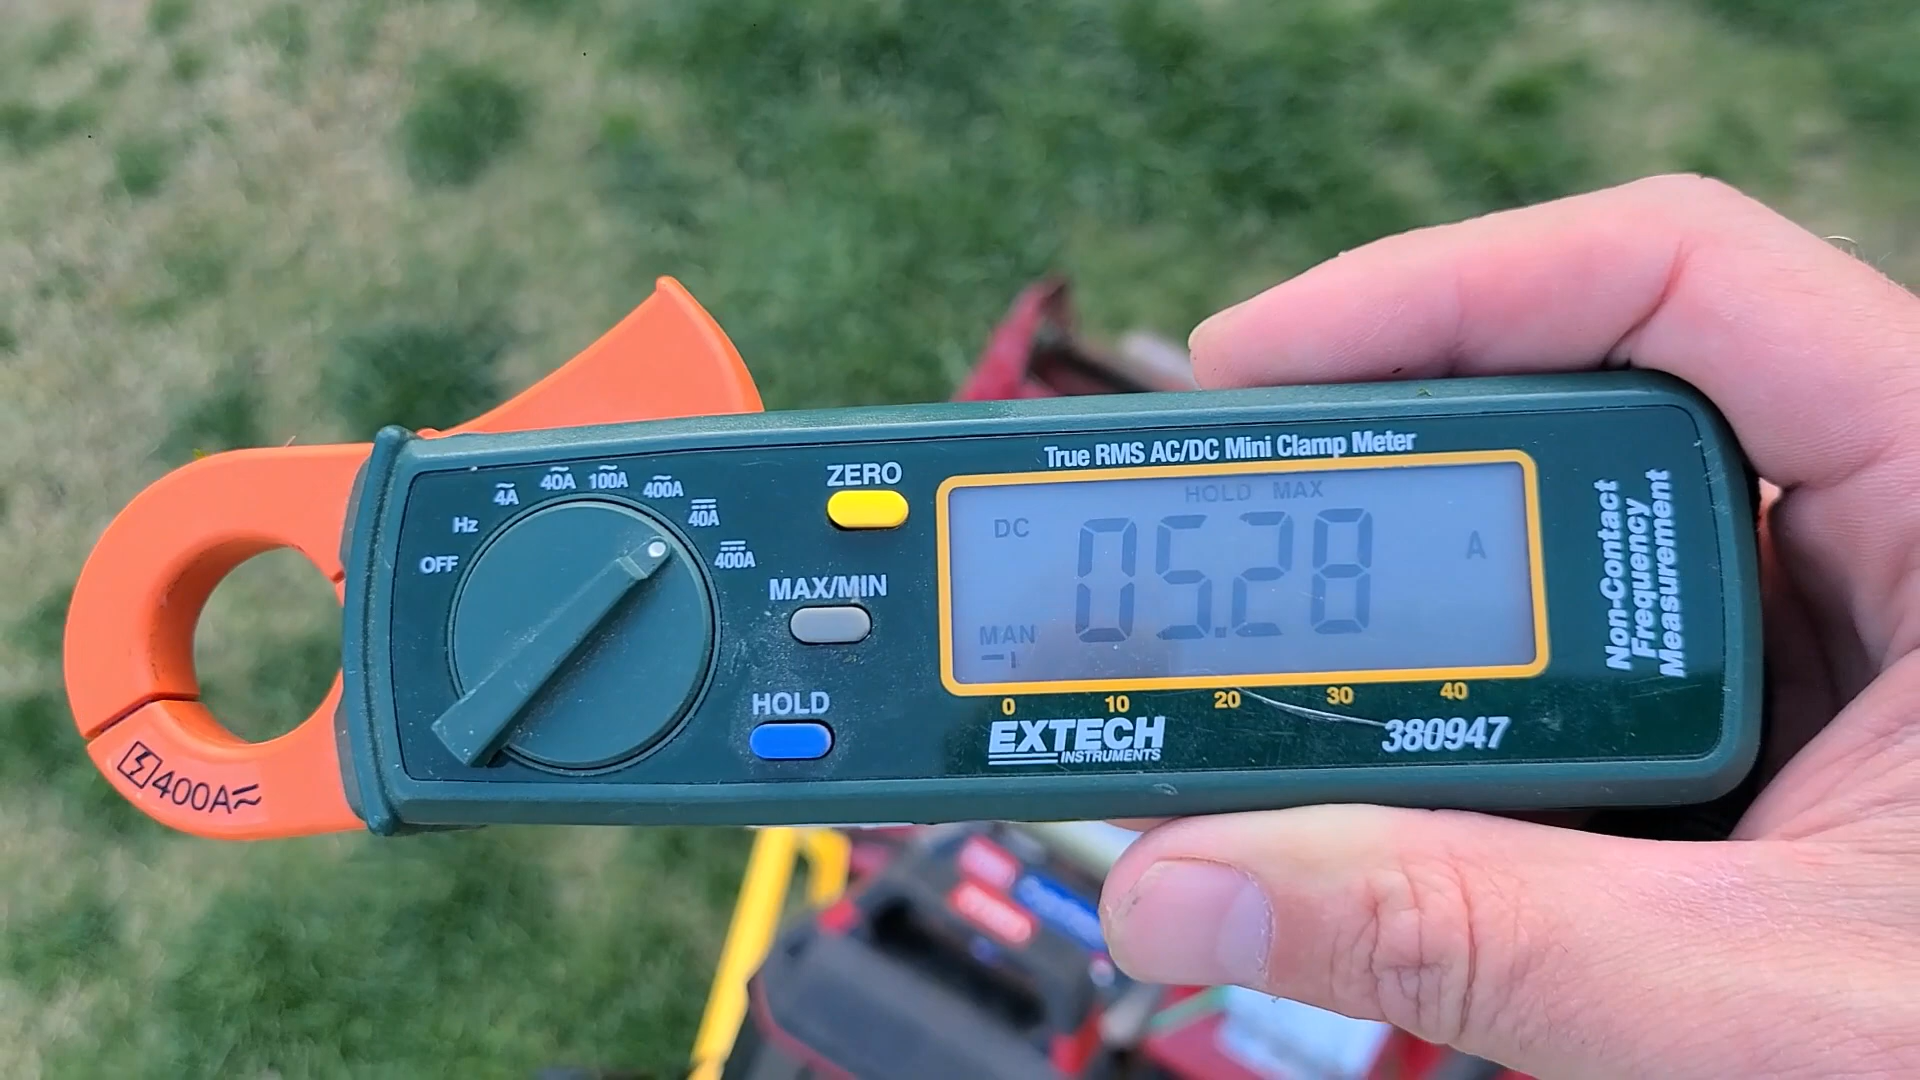 True RMS AC/DC Mini Clamp Meter
OFF
Hz
4A
40A
100A
400A
40A
400A
ZERO
MAX/MIN
HOLD
HOLD MAX
DC
05.28
A
MAN
0 10 20 30 40
EXTECH
INSTRUMENTS
380947
Non-Contact
Frequency
Measurement
400A